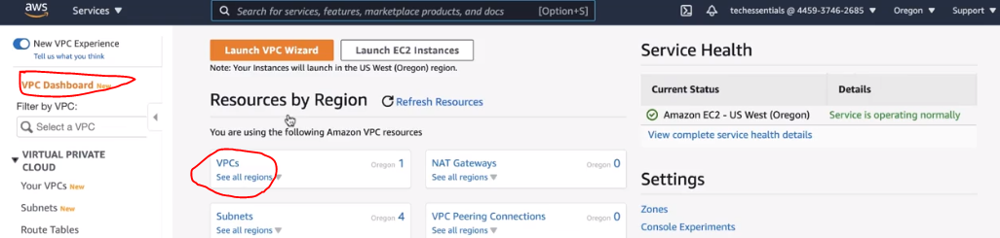 aws Services Search for services, features, marketplace products, and docs [Option+S] techessentials @ 4459-3746-2685 Oregon Support
New VPC Experience
Tell us what you think
VPC Dashboard New
Filter by VPC:
Select a VPC
VIRTUAL PRIVATE
CLOUD
Your VPCs New
Subnets New
Route Tables
Launch VPC Wizard Launch EC2 Instances
Note: Your Instances will launch in the US West (Oregon) region.
Resources by Region Refresh Resources
You are using the following Amazon VPC resources
VPCs Oregon 1
See all regions
NAT Gateways Oregon 0
See all regions
Subnets Oregon 4
See all regions
VPC Peering Connections Oregon 0
See all regions
Service Health
Current Status Details
Amazon EC2 - US West (Oregon) Service is operating normally
View complete service health details
Settings
Zones
Console Experiments